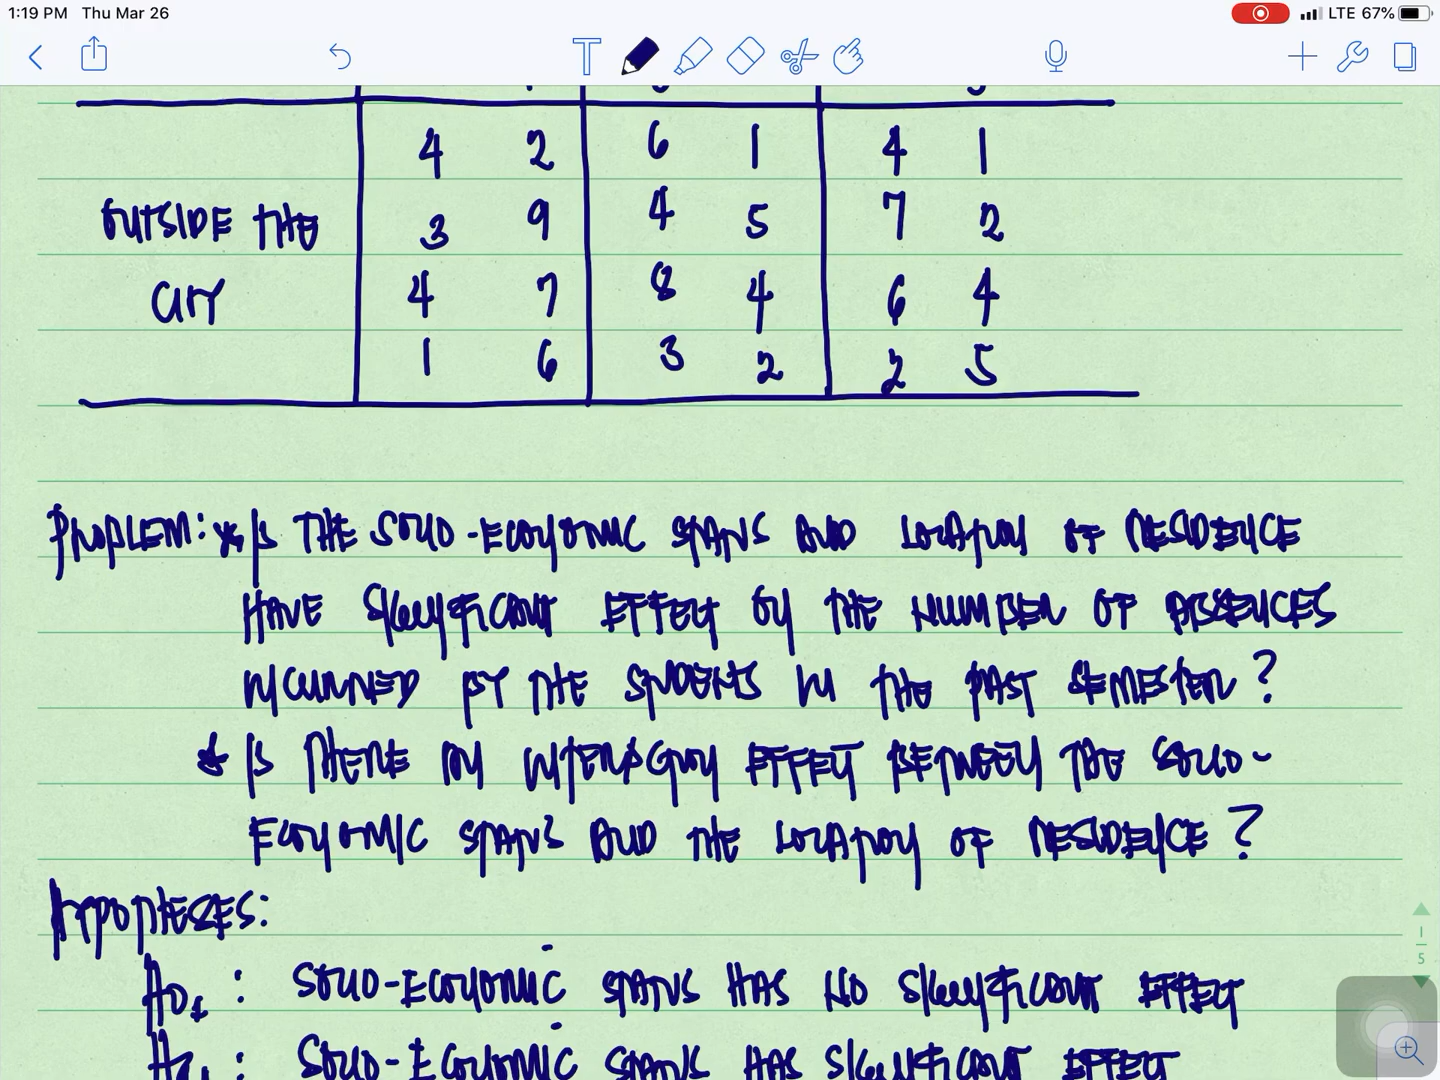 1:19 PM Thu Mar 26
LTE 67%
T
4 2 6 1 4 1
OUTSIDE THE 3 9 4 5 7 2
CITY 4 7 8 4 6 4
1 6 3 2 2 5
PROBLEM: * IS THE SOCIO-ECONOMIC STATUS AND LOCATION OF RESIDENCE
HAVE SIGNIFICANT EFFECT ON THE NUMBER OF ABSENCES
INCURRED BY THE STUDENTS IN THE PAST SEMESTER?
* IS THERE AN INTERACTION EFFECT BETWEEN THE SOCIO-
ECONOMIC STATUS AND THE LOCATION OF RESIDENCE?
HYPOTHESES:
Ho1: SOCIO-ECONOMIC STATUS HAS NO SIGNIFICANT EFFECT
Ha1: SOCIO-ECONOMIC STATUS HAS SIGNIFICANT EFFECT
1
5